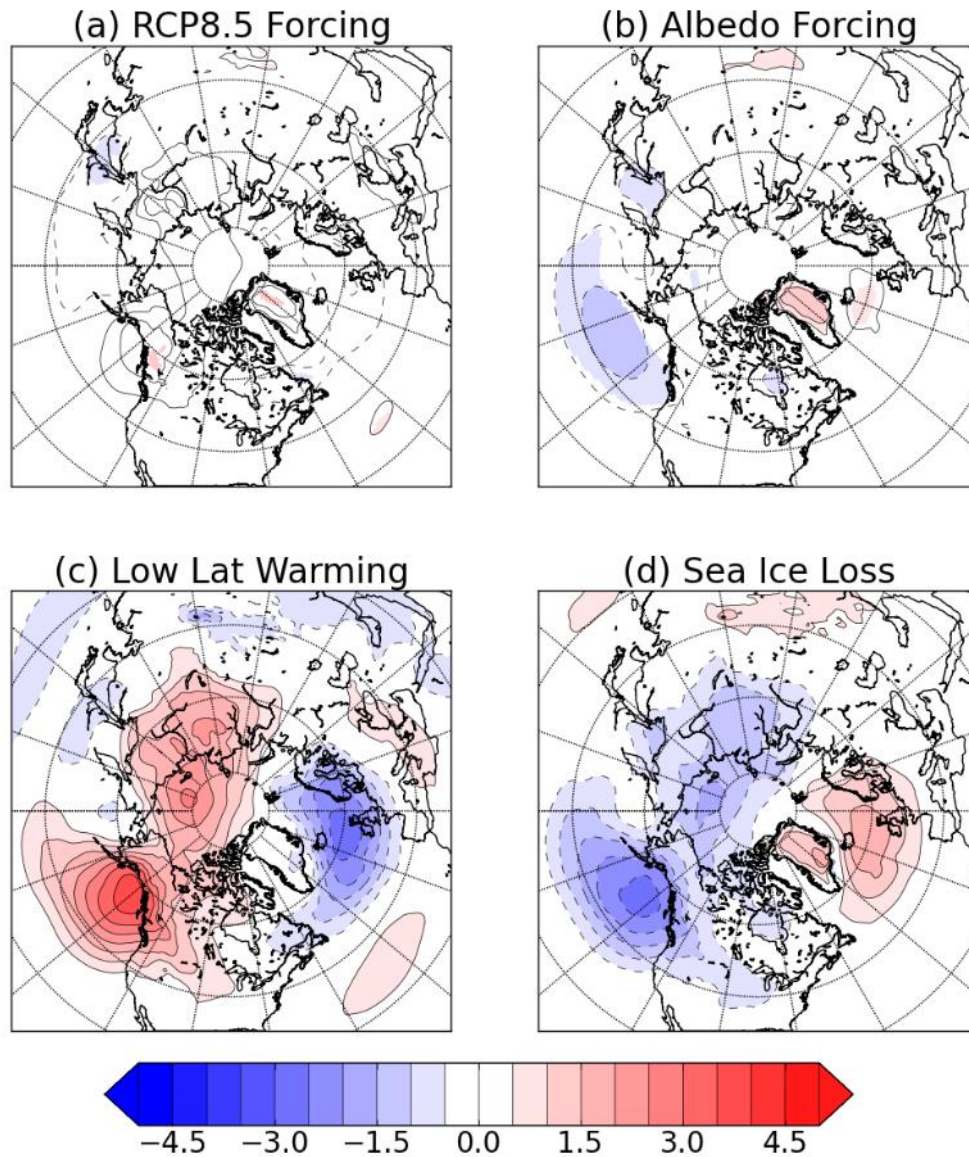 (a) RCP8.5 Forcing
(b) Albedo Forcing
(c) Low Lat Warming
(d) Sea Ice Loss
−4.5 −3.0 −1.5 0.0 1.5 3.0 4.5